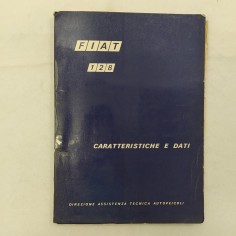 FIAT
128
CARATTERISTICHE E DATI
DIREZIONE ASSISTENZA TECNICA AUTOVEICOLI